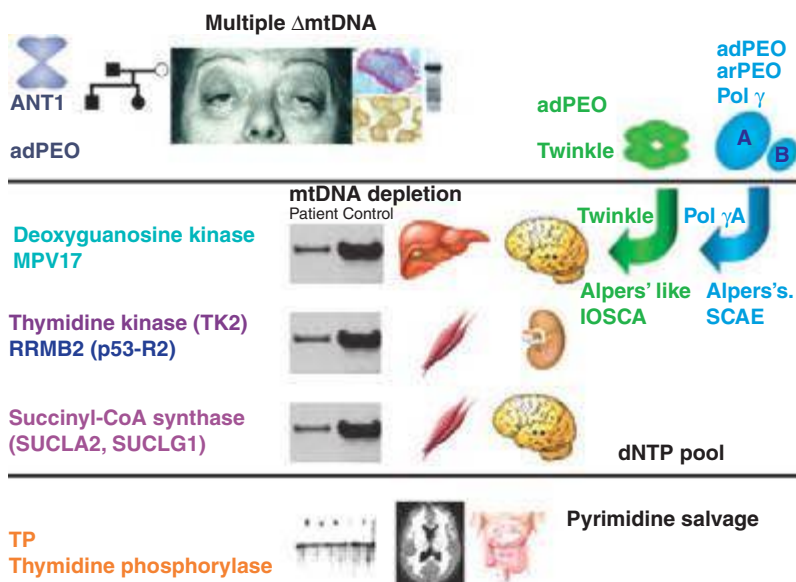 Multiple ΔmtDNA
ANT1
adPEO
adPEO
Twinkle
adPEO
arPEO
Pol γ
A
B
mtDNA depletion
Patient Control
Deoxyguanosine kinase
MPV17
Twinkle
Pol γA
Alpers' like
IOSCA
Alpers's.
SCAE
Thymidine kinase (TK2)
RRMB2 (p53-R2)
Succinyl-CoA synthase
(SUCLA2, SUCLG1)
dNTP pool
Pyrimidine salvage
TP
Thymidine phosphorylase